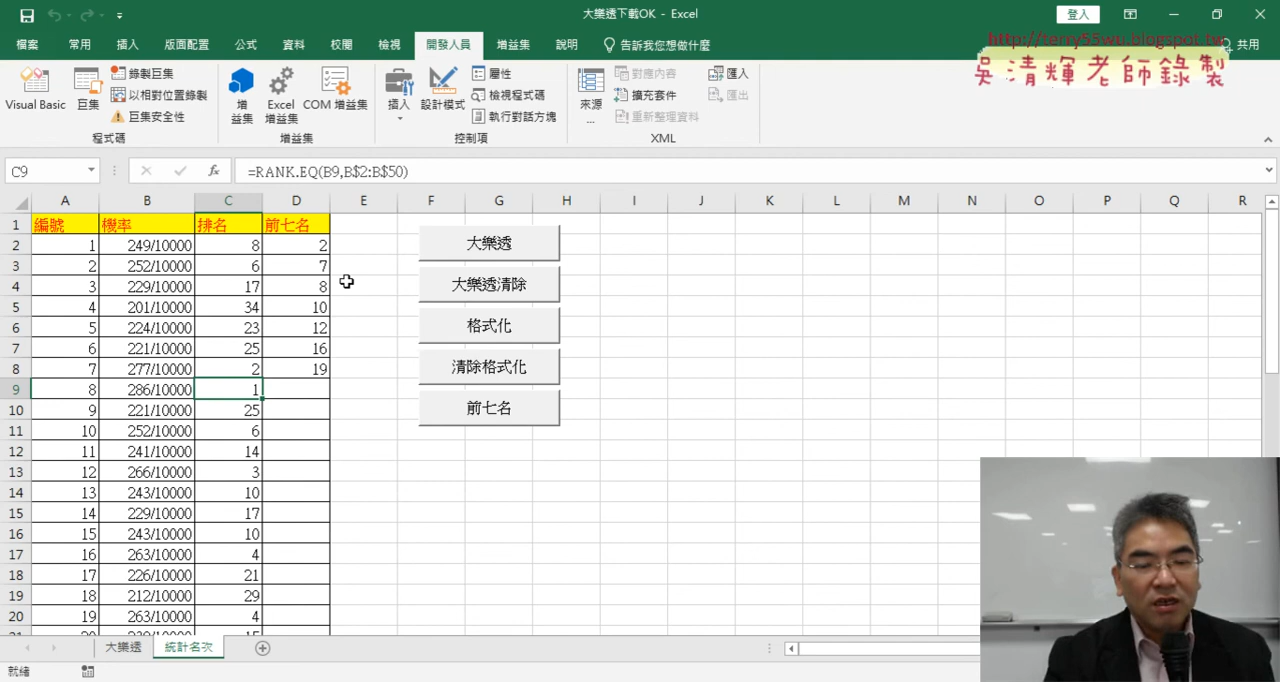 大樂透下載OK - Excel
登入
檔案 常用 插入 版面配置 公式 資料 校閱 檢視 開發人員 增益集 說明 告訴我您想做什麼 共用
http://terry55wu.blogspot.tw
吳清輝老師錄製
Visual Basic 巨集 錄製巨集 以相對位置錄製 巨集安全性
增益集 Excel 增益集 COM 增益集
插入 設計模式 屬性 檢視程式碼 執行對話方塊
來源... 對應內容 擴充套件 重新整理資料 匯入 匯出
程式碼 增益集 控制項 XML
C9 fx =RANK.EQ(B9,B$2:B$50)
A B C D E F G H I J K L M N O P Q R
1 編號 機率 排名 前七名
2 1 249/10000 8 2
3 2 252/10000 6 7
4 3 229/10000 17 8
5 4 201/10000 34 10
6 5 224/10000 23 12
7 6 221/10000 25 16
8 7 277/10000 2 19
9 8 286/10000 1
10 9 221/10000 25
11 10 252/10000 6
12 11 241/10000 14
13 12 266/10000 3
14 13 243/10000 10
15 14 229/10000 17
16 15 243/10000 10
17 16 263/10000 4
18 17 226/10000 21
19 18 212/10000 29
20 19 263/10000 4
大樂透
大樂透清除
格式化
清除格式化
前七名
大樂透 統計名次
就緒